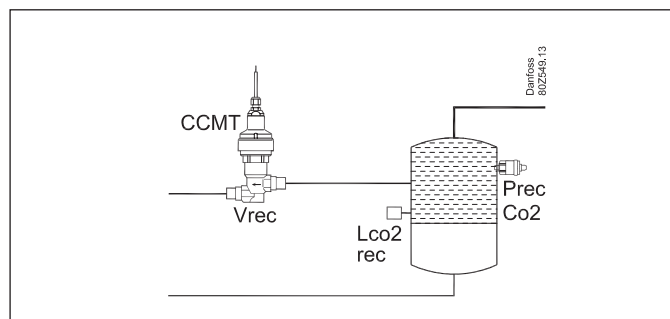 Danfoss
80Z549.13
CCMT
Prec
Co2
Vrec
Lco2
rec